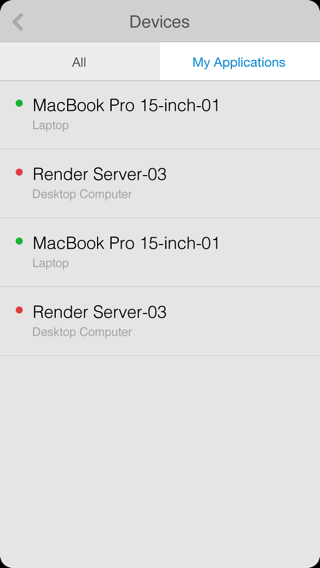 Devices
All
My Applications
MacBook Pro 15-inch-01
Laptop
Render Server-03
Desktop Computer
MacBook Pro 15-inch-01
Laptop
Render Server-03
Desktop Computer